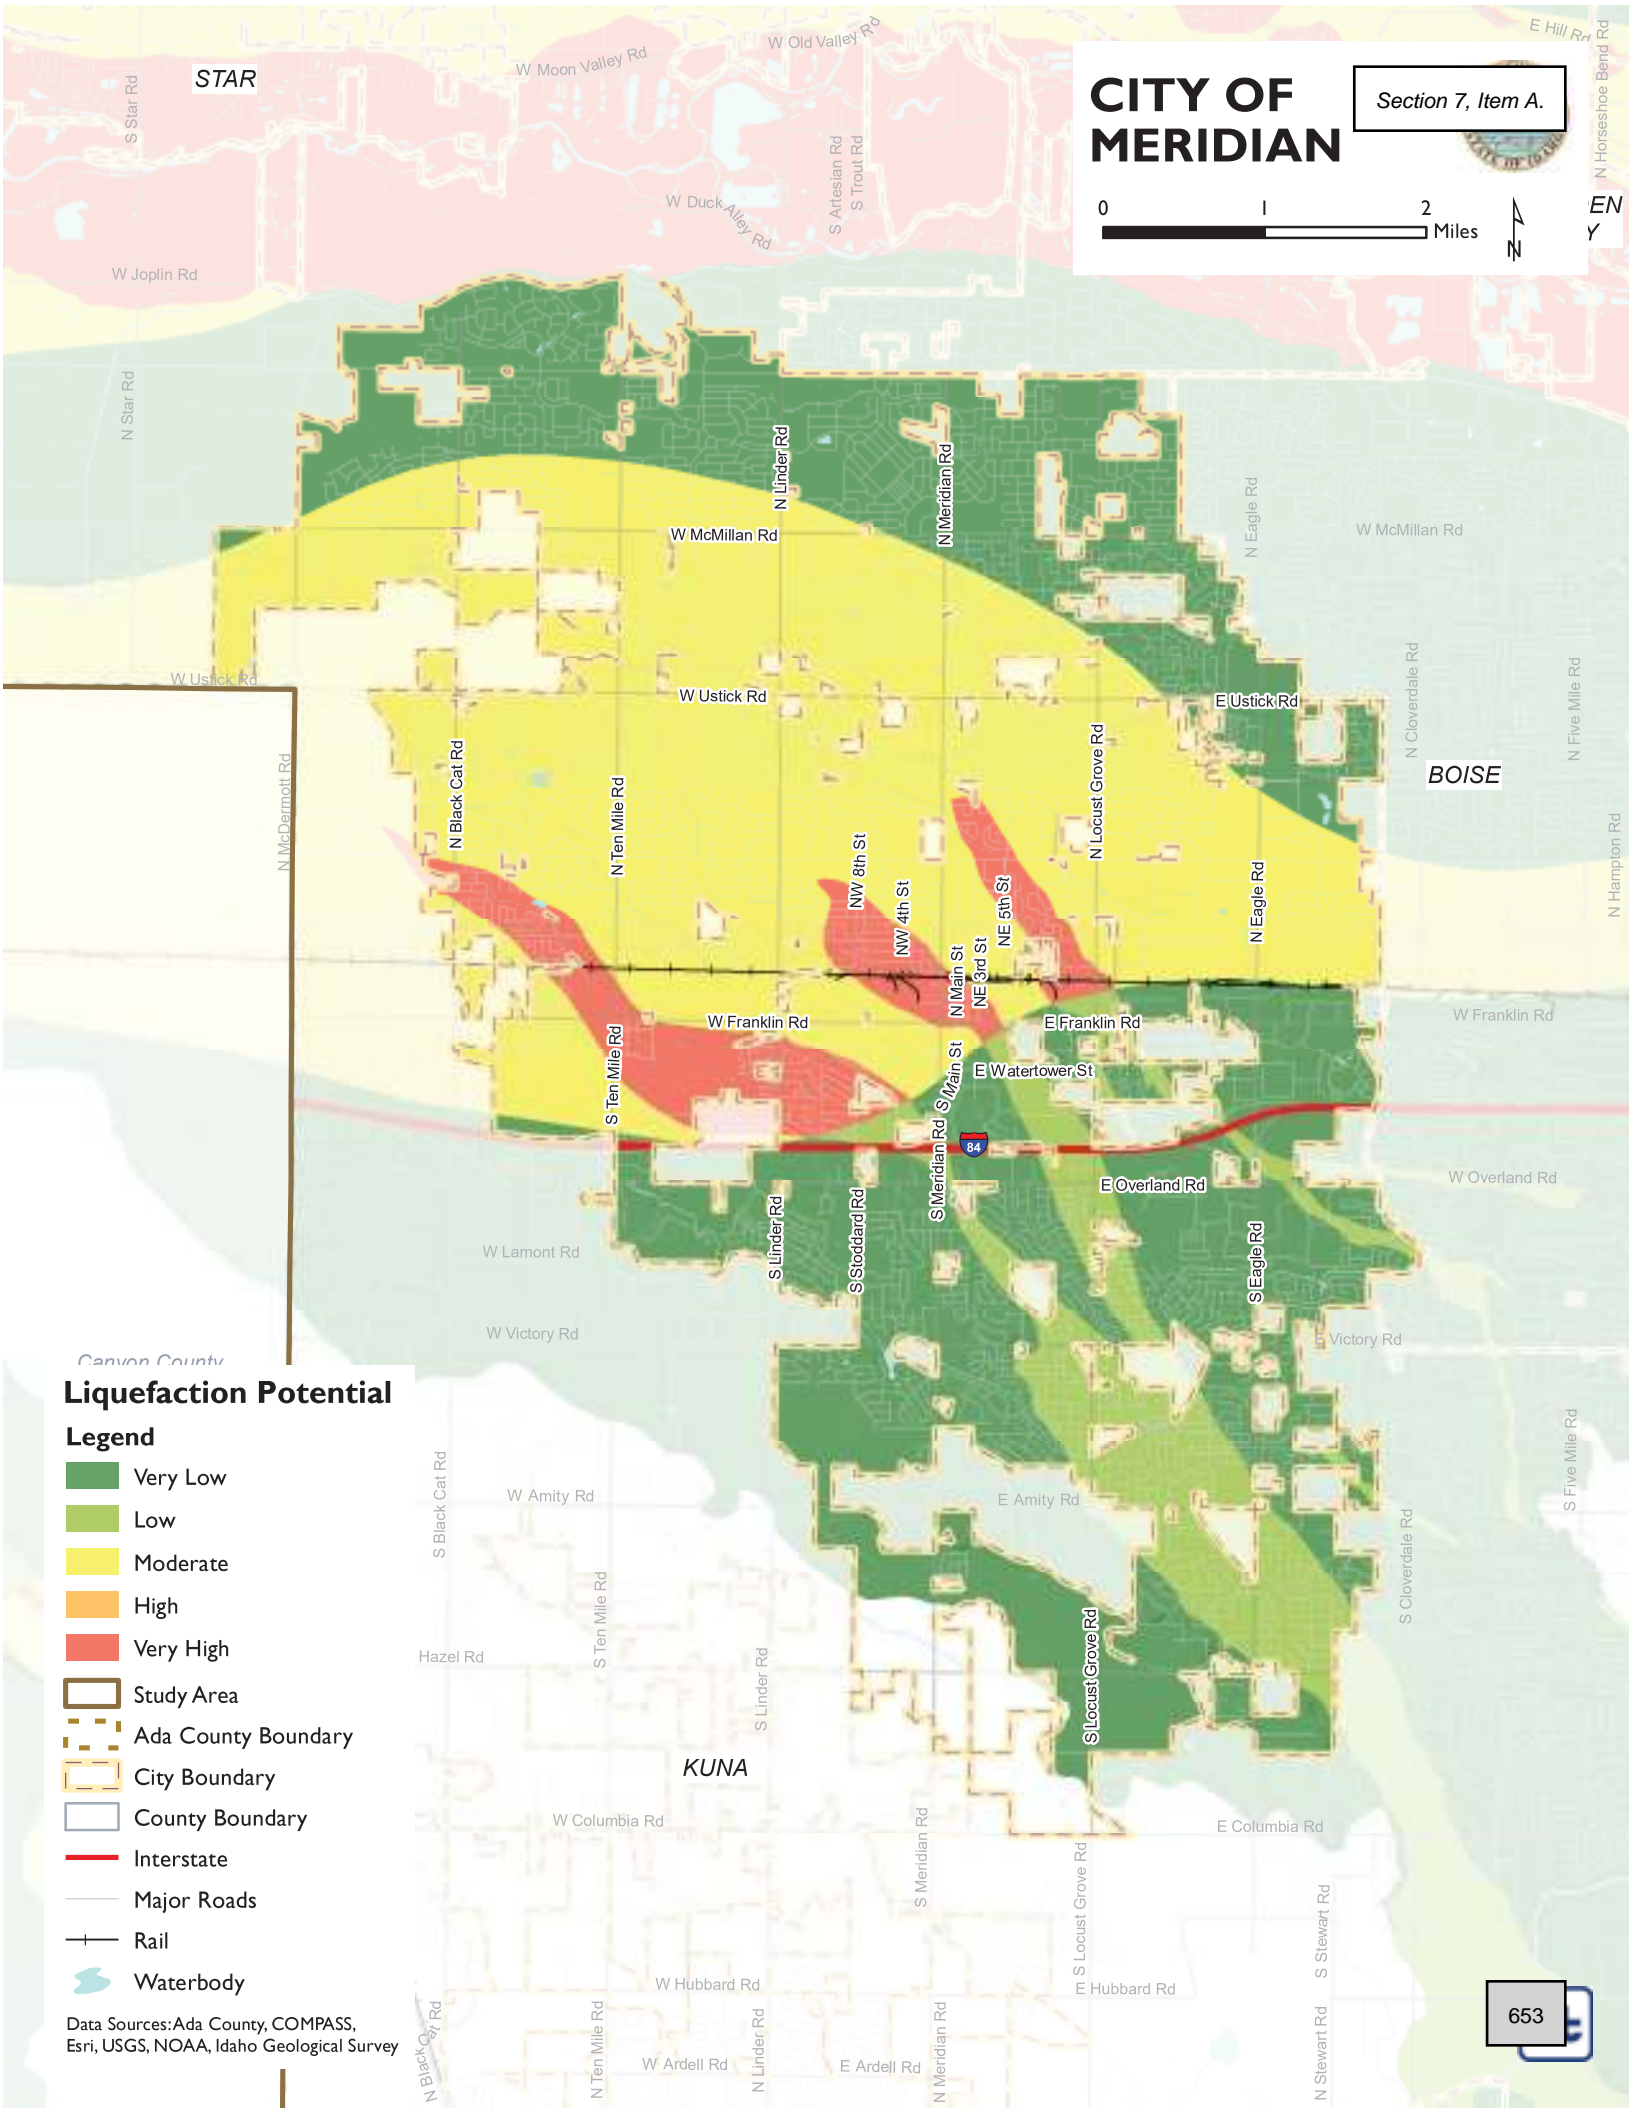 STAR
W Old Valley Rd
W Moon Valley Rd
E Hill Rd
S Star Rd
N Horseshoe Bend Rd
CITY OF
MERIDIAN
Section 7, Item A.
0 1 2
Miles
N
EN
Y
S Artesian Rd
S Trout Rd
W Duck Alley Rd
W Joplin Rd
N Star Rd
N Linder Rd
N Meridian Rd
N Eagle Rd
W McMillan Rd
W McMillan Rd
W Ustick Rd
W Ustick Rd
E Ustick Rd
N Cloverdale Rd
N Five Mile Rd
BOISE
N McDermott Rd
N Black Cat Rd
N Ten Mile Rd
N Locust Grove Rd
NW 8th St
NW 4th St
NE 5th St
N Eagle Rd
N Hampton Rd
N Main St
NE 3rd St
W Franklin Rd
E Franklin Rd
W Franklin Rd
S Ten Mile Rd
S Main St
E Watertower St
84
S Meridian Rd
E Overland Rd
W Overland Rd
S Linder Rd
S Stoddard Rd
S Eagle Rd
W Lamont Rd
W Victory Rd
E Victory Rd
Canyon County
Liquefaction Potential
Legend
Very Low
Low
Moderate
High
Very High
Study Area
Ada County Boundary
City Boundary
County Boundary
Interstate
Major Roads
Rail
Waterbody
Data Sources: Ada County, COMPASS,
Esri, USGS, NOAA, Idaho Geological Survey
S Black Cat Rd
W Amity Rd
E Amity Rd
S Five Mile Rd
S Cloverdale Rd
S Ten Mile Rd
Hazel Rd
S Linder Rd
S Locust Grove Rd
KUNA
W Columbia Rd
E Columbia Rd
S Meridian Rd
S Locust Grove Rd
S Stewart Rd
W Hubbard Rd
E Hubbard Rd
N Black Cat Rd
N Ten Mile Rd
N Linder Rd
W Ardell Rd
E Ardell Rd
N Meridian Rd
N Stewart Rd
653